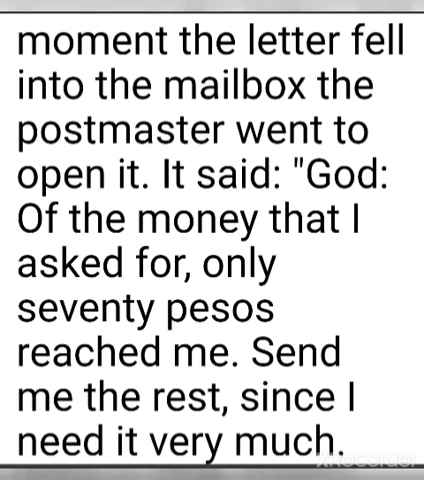 moment the letter fell
into the mailbox the
postmaster went to
open it. It said: "God:
Of the money that I
asked for, only
seventy pesos
reached me. Send
me the rest, since I
need it very much.
XRecorder